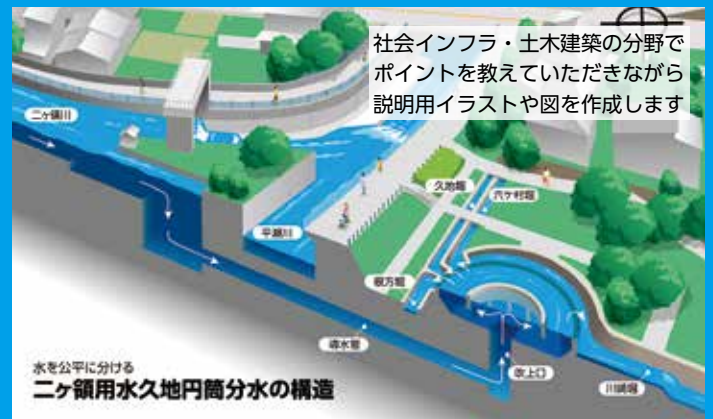 社会インフラ・土木建築の分野で
ポイントを教えていただきながら
説明用イラストや図を作成します
二ヶ領川
久地堀
六ケ村堀
平瀬川
根方堀
導水管
吹上口
川崎堀
水を公平に分ける
二ヶ領用水久地円筒分水の構造